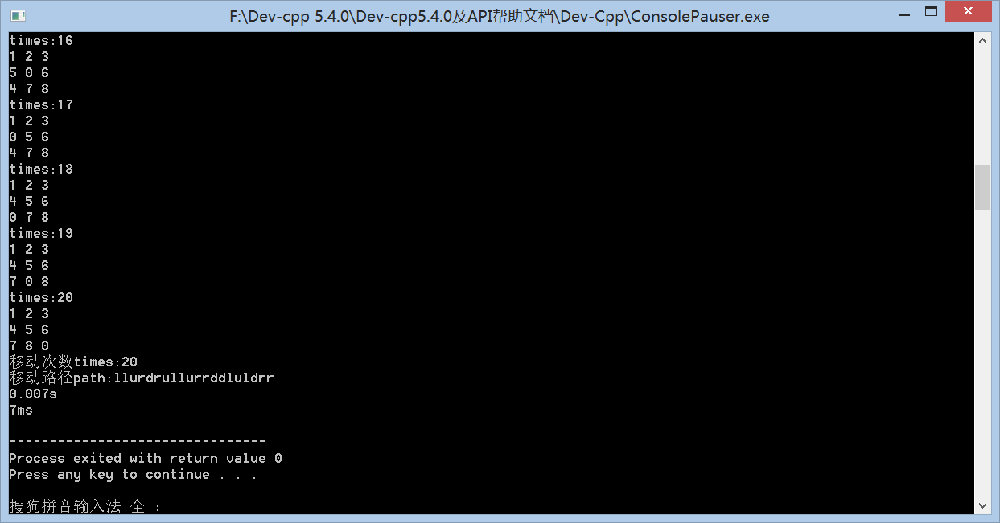 F:\Dev-cpp 5.4.0\Dev-cpp5.4.0及API帮助文档\Dev-Cpp\ConsolePauser.exe
times:16
1 2 3
5 0 6
4 7 8
times:17
1 2 3
0 5 6
4 7 8
times:18
1 2 3
4 5 6
0 7 8
times:19
1 2 3
4 5 6
7 0 8
times:20
1 2 3
4 5 6
7 8 0
移动次数times:20
移动路径path:llurdrullurrddluldrr
0.007s
7ms
--------------------------------
Process exited with return value 0
Press any key to continue . . .
搜狗拼音输入法 全 :